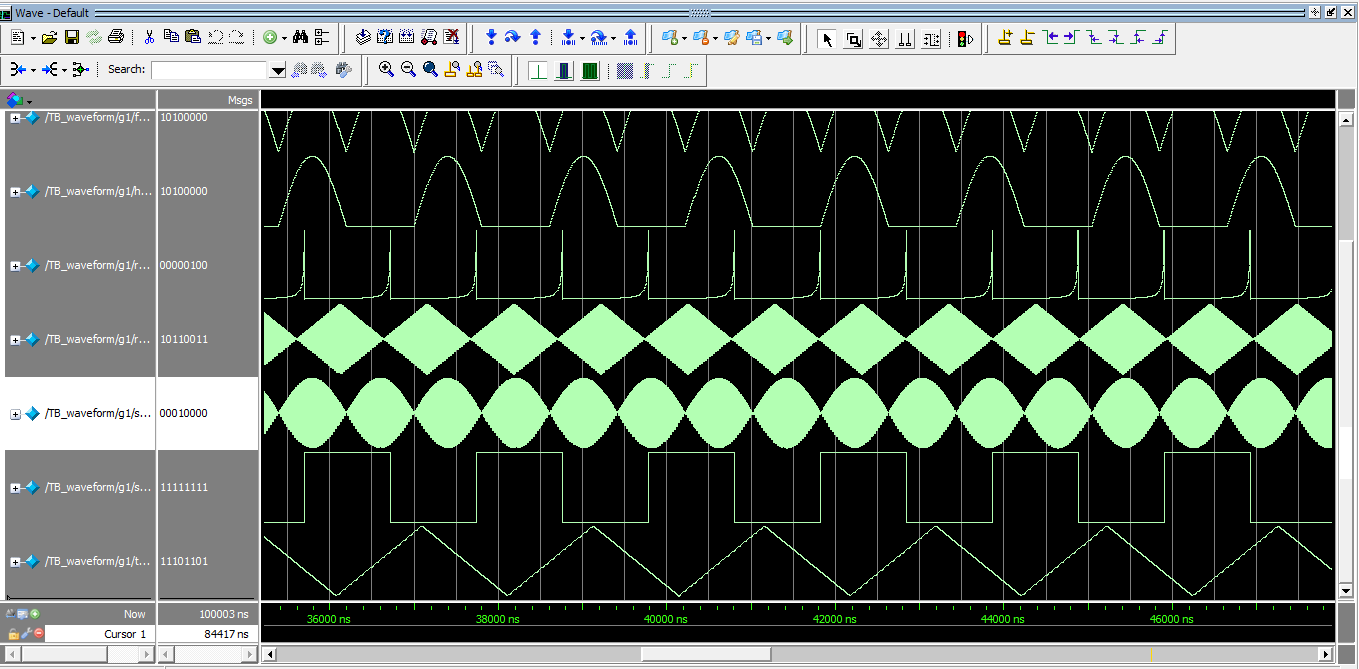 Wave - Default
Search:
Msgs
/TB_waveform/g1/f... 10100000
/TB_waveform/g1/h... 10100000
/TB_waveform/g1/r... 00000100
/TB_waveform/g1/r... 10110011
/TB_waveform/g1/s... 00010000
/TB_waveform/g1/s... 11111111
/TB_waveform/g1/t... 11101101
Now 100003 ns
36000 ns 38000 ns 40000 ns 42000 ns 44000 ns 46000 ns
Cursor 1 84417 ns